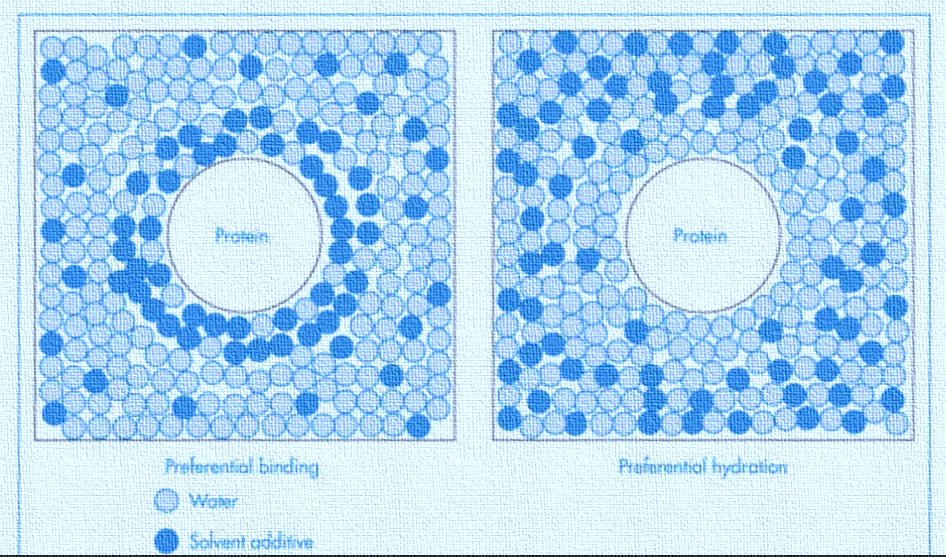 Protein
Protein
Preferential binding
Preferential hydration
Water
Solvent additive